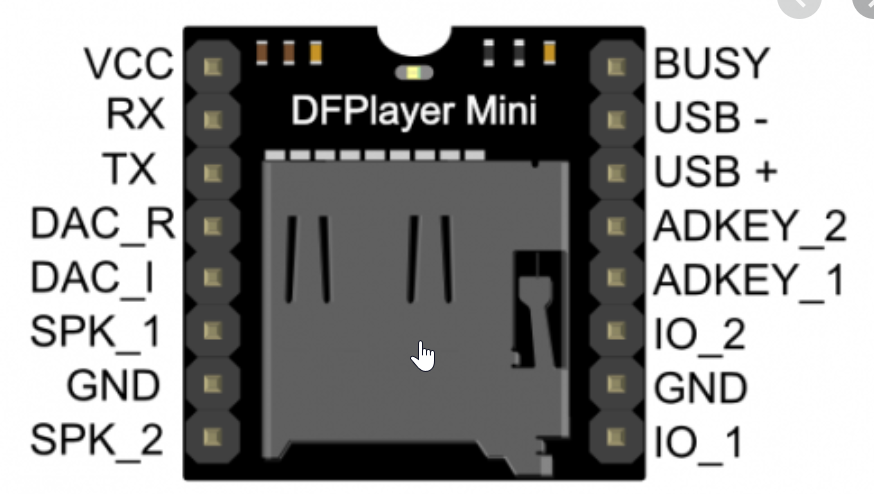 VCC
BUSY
DFPlayer Mini
RX
USB -
TX
USB +
DAC_R
ADKEY_2
DAC_I
ADKEY_1
SPK_1
IO_2
GND
GND
SPK_2
IO_1